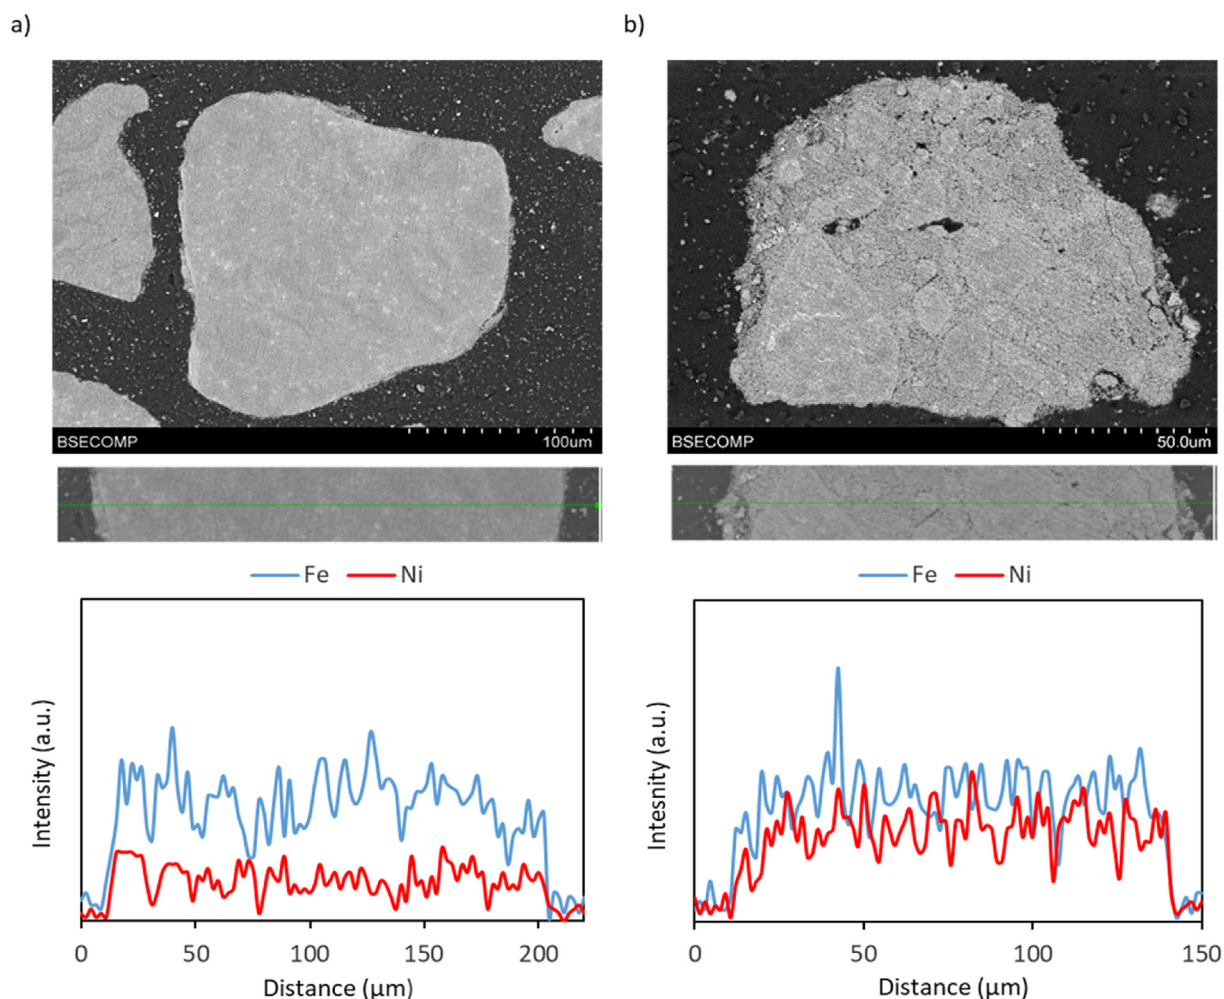 a)
b)
BSECOMP 100um
BSECOMP 50.0um
Fe Ni
Fe Ni
Intensity (a.u.)
Intesnity (a.u.)
0 50 100 150 200
0 50 100 150
Distance (µm)
Distance (µm)